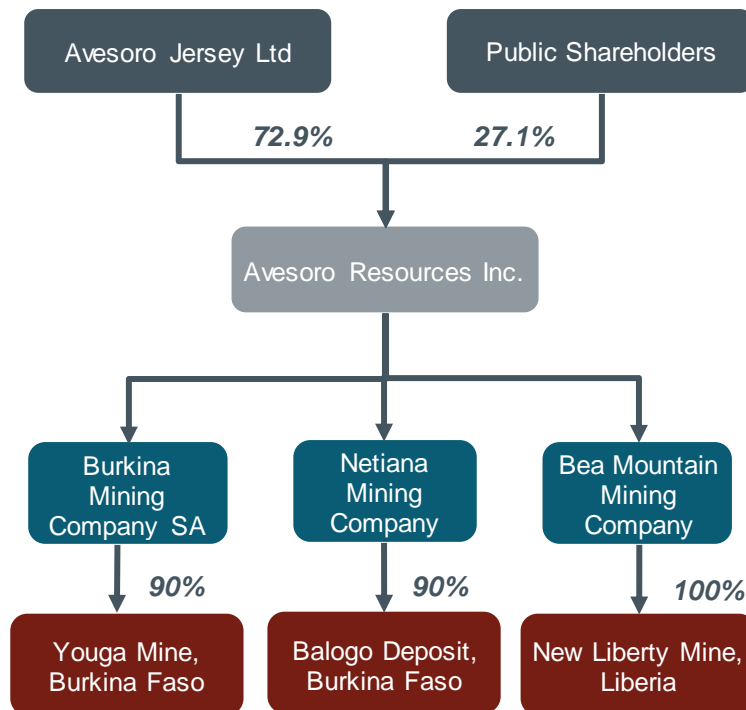 Avesoro Jersey Ltd
Public Shareholders
72.9%
27.1%
Avesoro Resources Inc.
Burkina
Mining
Company SA
Netiana
Mining
Company
Bea Mountain
Mining
Company
90%
90%
100%
Youga Mine,
Burkina Faso
Balogo Deposit,
Burkina Faso
New Liberty Mine,
Liberia